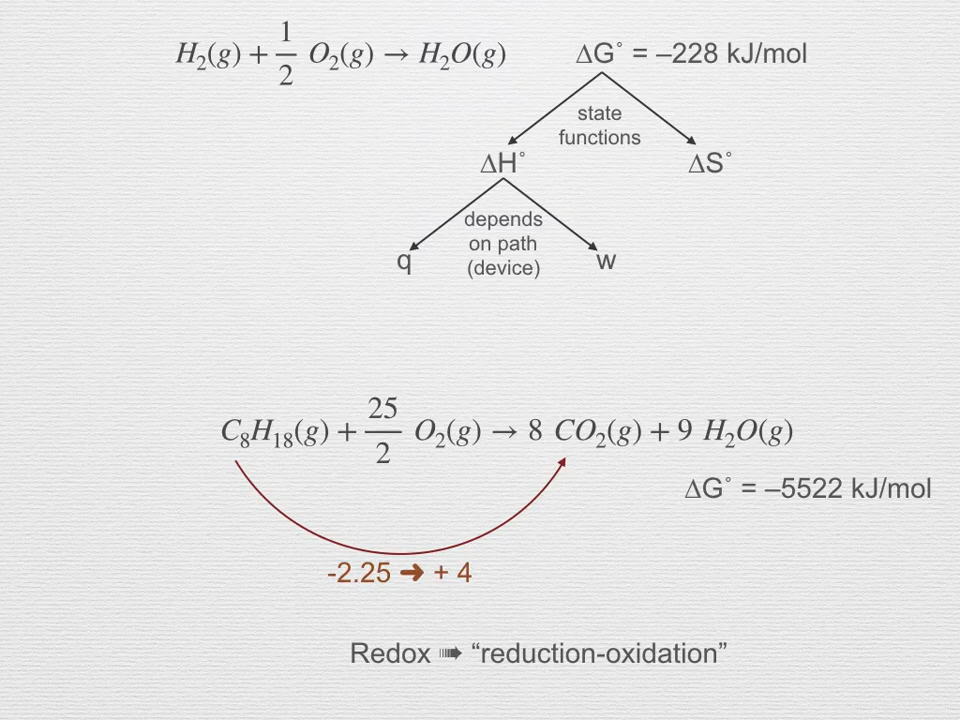 H₂(g) + 1/2 O₂(g) → H₂O(g)
ΔG° = –228 kJ/mol
state
functions
ΔH°
ΔS°
depends
on path
(device)
q
w
C₈H₁₈(g) + 25/2 O₂(g) → 8 CO₂(g) + 9 H₂O(g)
ΔG° = –5522 kJ/mol
-2.25 ➜ + 4
Redox ➠ “reduction-oxidation”